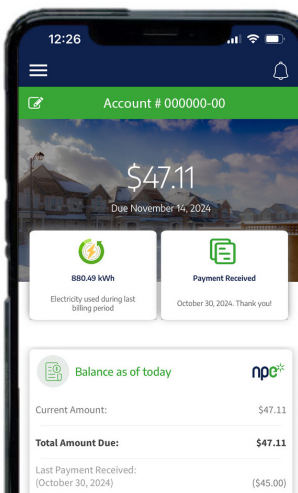 12:26
Account # 000000-00
$47.11
Due November 14, 2024
880.49 kWh
Electricity used during last
billing period
Payment Received
October 30, 2024. Thank you!
Balance as of today
npe
Current Amount: $47.11
Total Amount Due: $47.11
Last Payment Received:
(October 30, 2024) ($45.00)